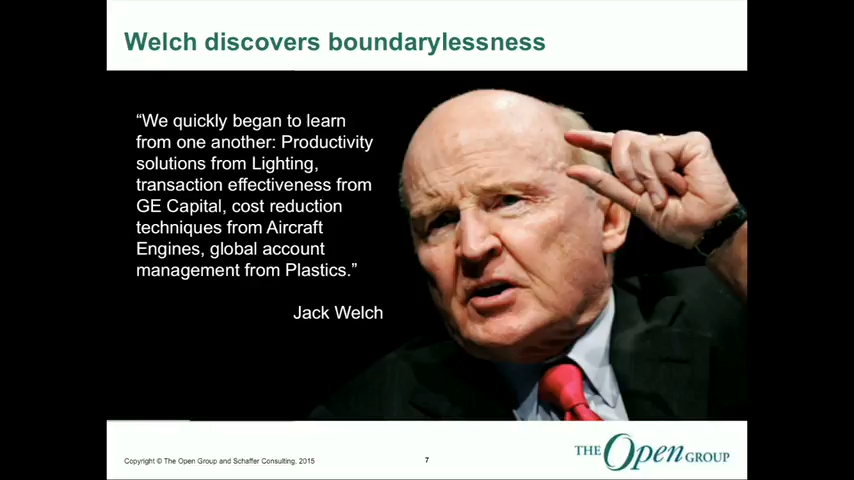 Welch discovers boundarylessness
“We quickly began to learn
from one another: Productivity
solutions from Lighting,
transaction effectiveness from
GE Capital, cost reduction
techniques from Aircraft
Engines, global account
management from Plastics.”
Jack Welch
Copyright © The Open Group and Schaffer Consulting. 2015
7
THE Open GROUP